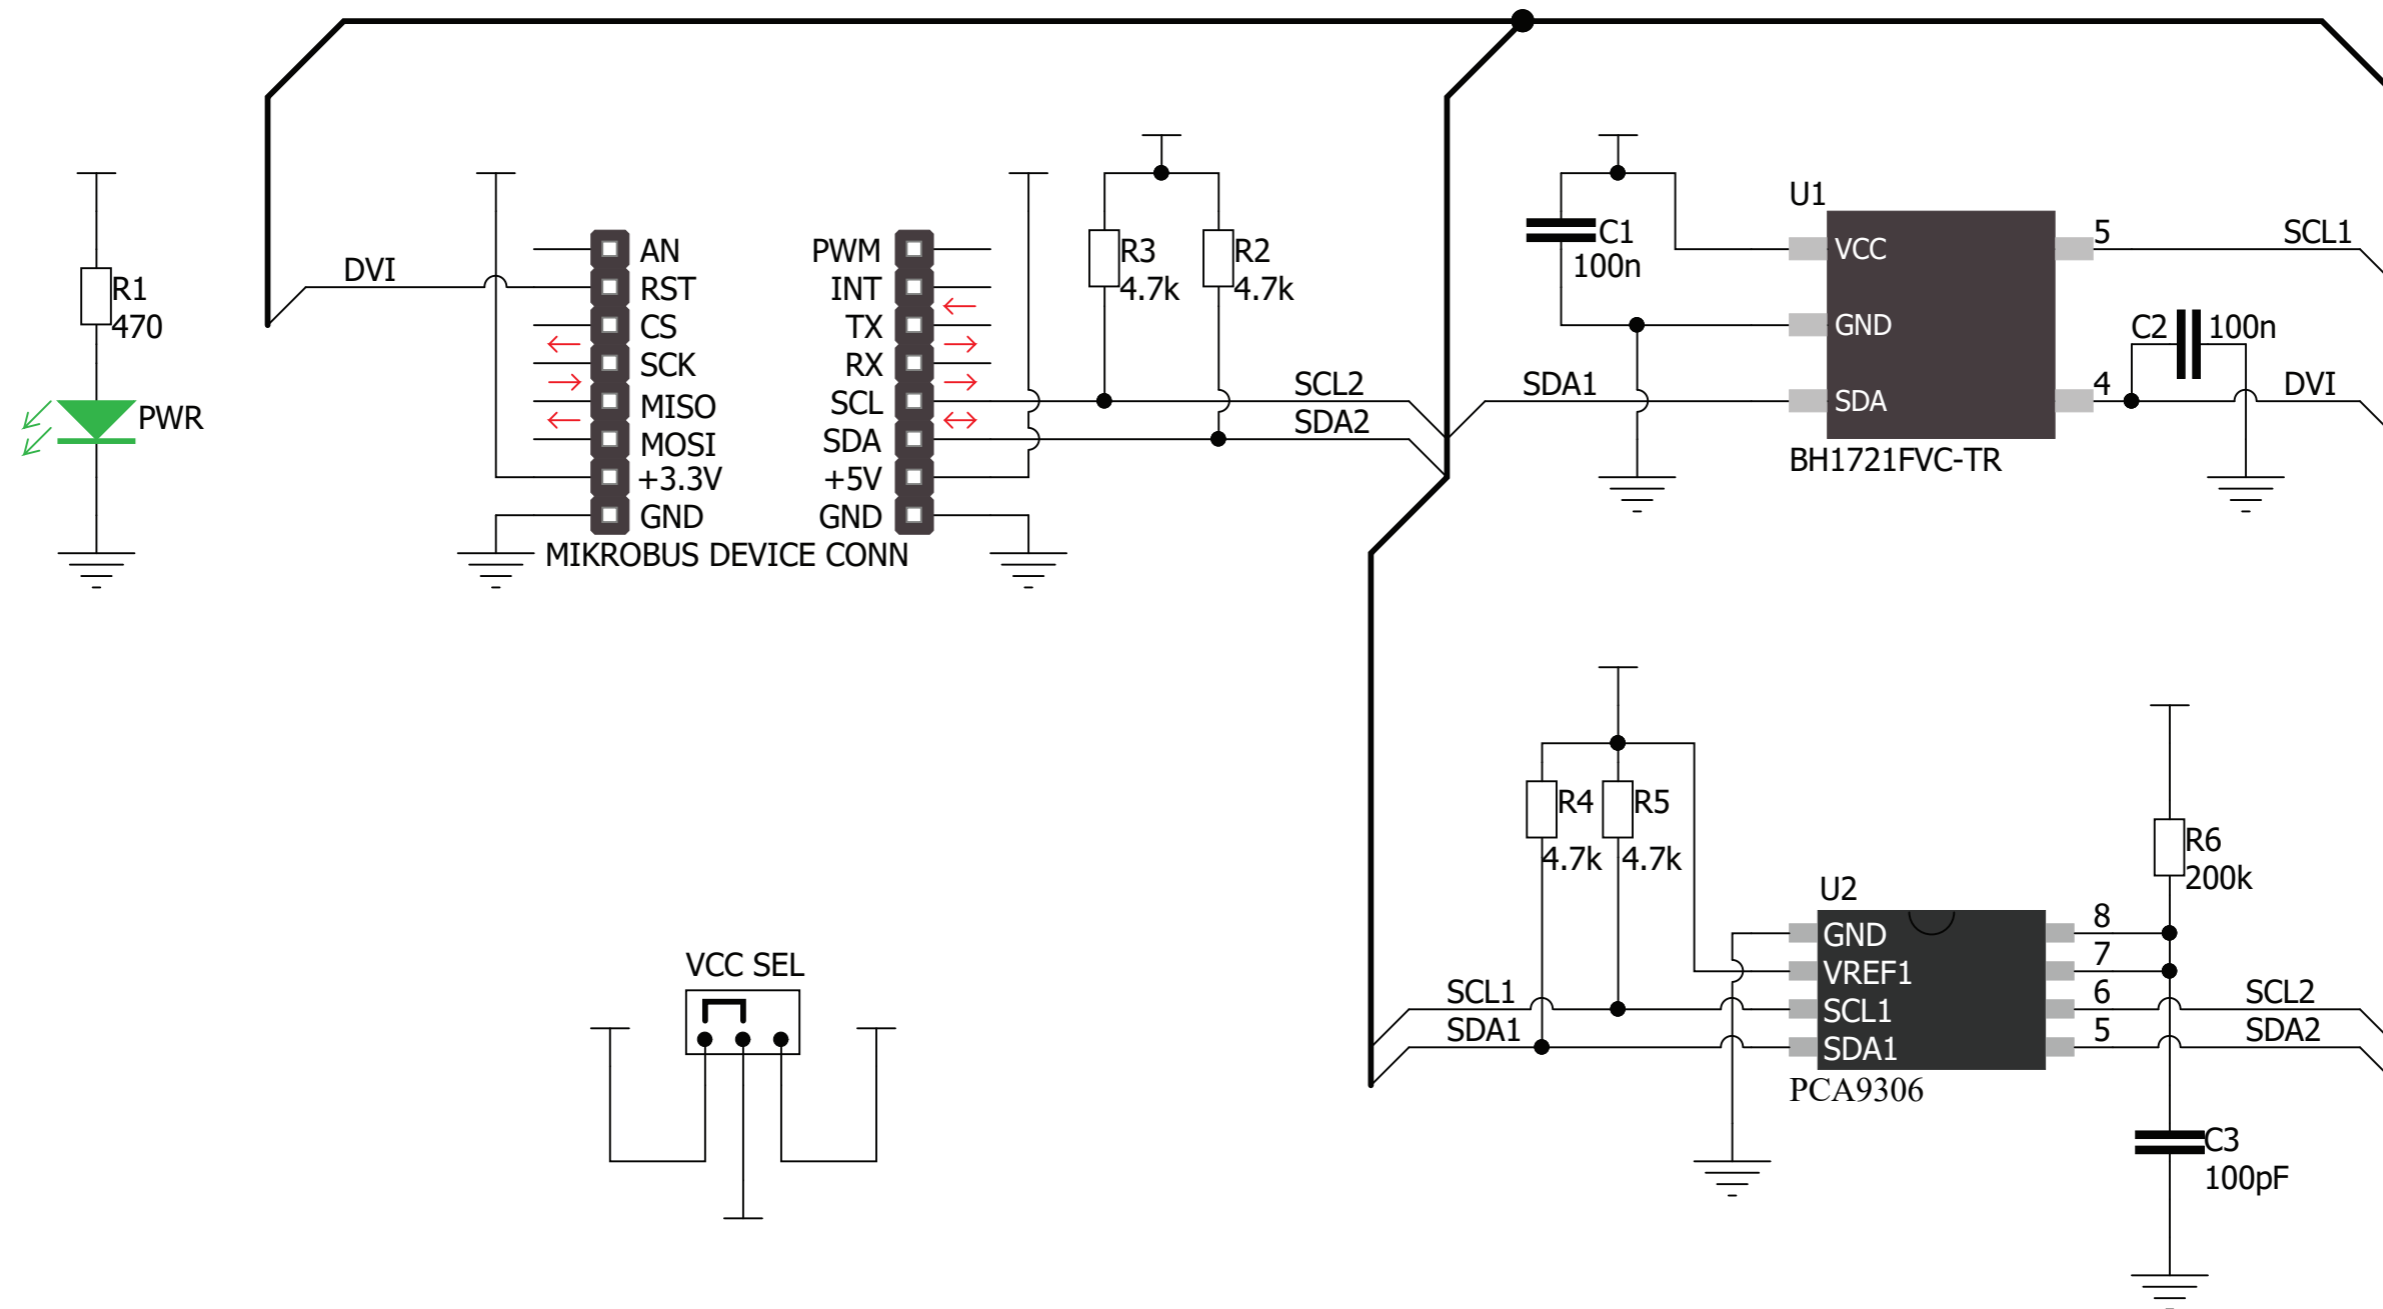 R1
470
PWR
DVI
AN
RST
CS
SCK
MISO
MOSI
+3.3V
GND
PWM
INT
TX
RX
SCL
SDA
+5V
GND
MIKROBUS DEVICE CONN
R3
4.7k
R2
4.7k
SCL2
SDA2
C1
100n
U1
VCC
GND
SDA
5
4
BH1721FVC-TR
SCL1
SDA1
C2
100n
DVI
VCC SEL
R4
4.7k
R5
4.7k
U2
GND
VREF1
SCL1
SDA1
8
7
6
5
PCA9306
SCL1
SDA1
R6
200k
SCL2
SDA2
C3
100pF